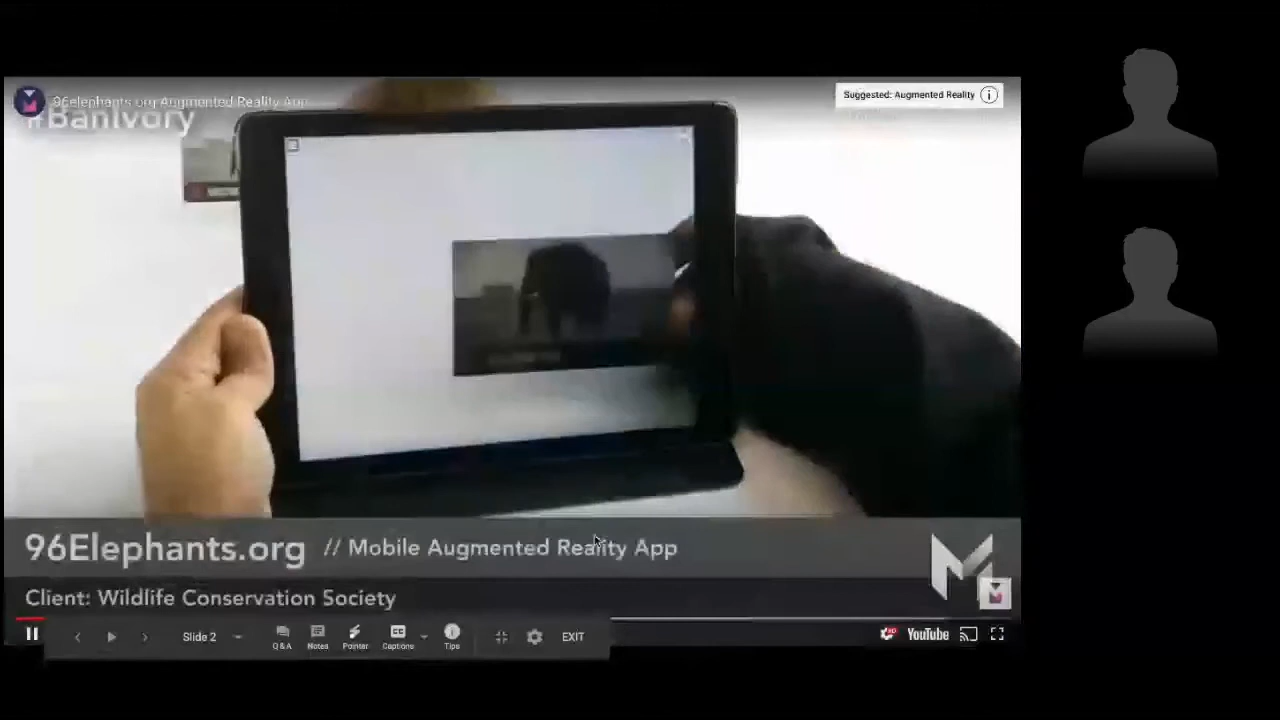 96elephants.org Augmented Reality App
#BanIvory
Suggested: Augmented Reality
96Elephants.org // Mobile Augmented Reality App
Client: Wildlife Conservation Society
Slide 2
Q&A
Notes
Pointer
Captions
Tips
EXIT
HD
YouTube